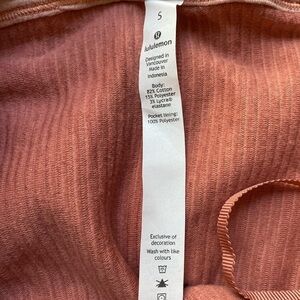 S
lululemon
Designed in
Vancouver
Made in
Indonesia
Body:
82% Cotton
15% Polyester
3% Lycra®
elastane
Pocket lining:
100% Polyester
Exclusive of
decoration
Wash with like
colours